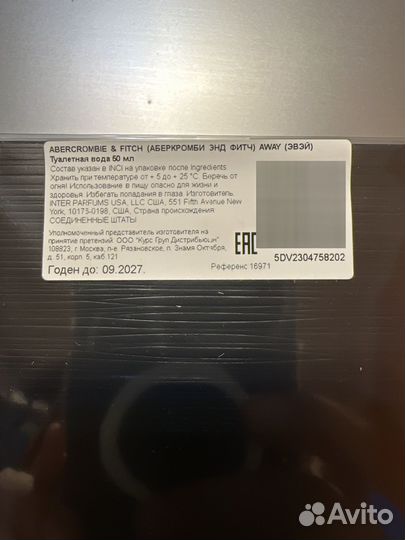 ABERCROMBIE & FITCH (АБЕРКРОМБИ ЭНД ФИТЧ) AWAY (ЭВЭЙ)
Туалетная вода 50 мл
Состав указан в INCI на упаковке после Ingredients.
Хранить при температуре от + 5 до + 25 °C. Беречь от
огня! Использование в пищу опасно для жизни и
здоровья. Избегать попадания в глаза. Изготовитель:
INTER PARFUMS USA, LLC США, 551 Fifth Avenue New
York, 10173-0198, США, Страна происхождения
СОЕДИНЕННЫЕ ШТАТЫ
Уполномоченный представитель изготовителя на
принятие претензий: ООО "Курс Груп Дистрибьюшн"
108823, г Москва, п-е. Рязановское, п. Знамя Октября,
д. 51, корп 5, каб.121
EAC
5DV2304758202
Годен до: 09.2027.
Референс 16971
Avito